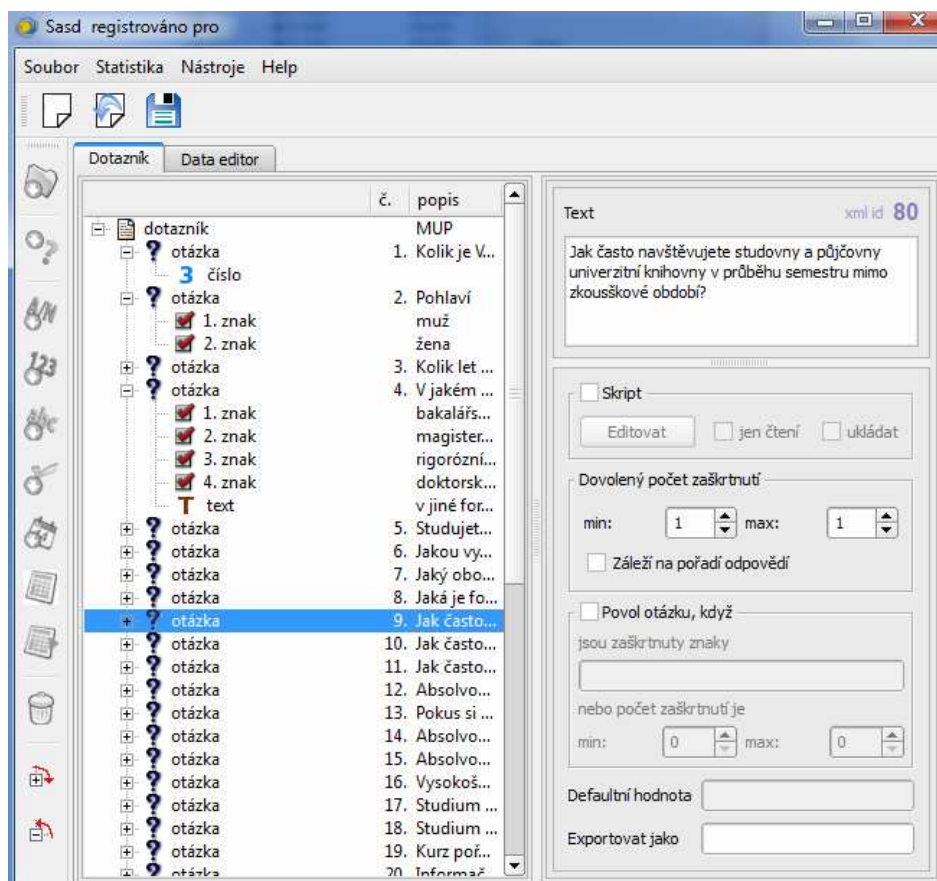 Sasd registrováno pro
Soubor Statistika Nástroje Help
Dotazník Data editor
č. popis
dotazník MUP
otázka 1. Kolik je V...
3 číslo
otázka 2. Pohlaví
1. znak muž
2. znak žena
otázka 3. Kolik let ...
otázka 4. V jakém ...
1. znak bakalářs...
2. znak magister...
3. znak rigorózní...
4. znak doktorsk...
T text v jiné for...
otázka 5. Studujet...
otázka 6. Jakou vy...
otázka 7. Jaký obo...
otázka 8. Jaká je fo...
otázka 9. Jak často...
otázka 10. Jak často...
otázka 11. Jak často...
otázka 12. Absolvo...
otázka 13. Pokus si ...
otázka 14. Absolvo...
otázka 15. Absolvo...
otázka 16. Vysokoš...
otázka 17. Studium ...
otázka 18. Studium ...
otázka 19. Kurz poř...
otázka 20. Informač...
Text xml id 80
Jak často navštěvujete studovny a půjčovny
univerzitní knihovny v průběhu semestru mimo
zkousškové období?
Skript
Editovat jen čtení ukládat
Dovolený počet zaškrtnutí
min: 1 max: 1
Záleží na pořadí odpovědí
Povol otázku, když
jsou zaškrtnuty znaky
nebo počet zaškrtnutí je
min: 0 max: 0
Defaultní hodnota
Exportovat jako
A/N
123
abc